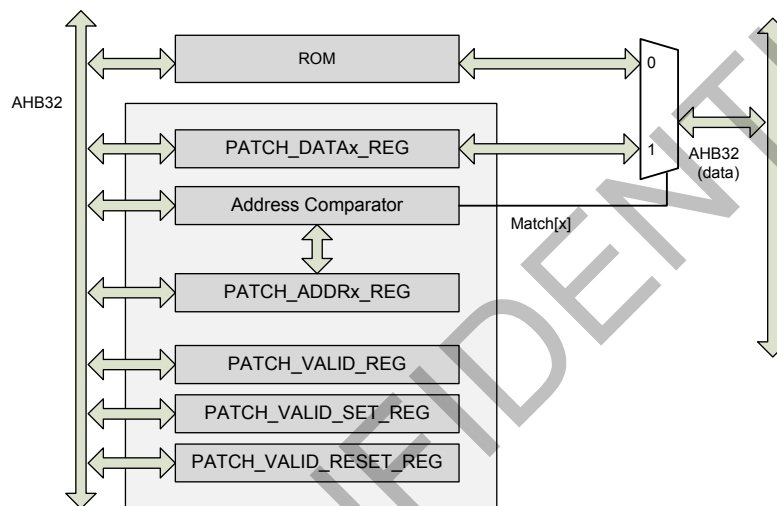 ROM
0
AHB32
PATCH_DATAx_REG
1
AHB32
(data)
Address Comparator
Match[x]
PATCH_ADDRx_REG
PATCH_VALID_REG
PATCH_VALID_SET_REG
PATCH_VALID_RESET_REG